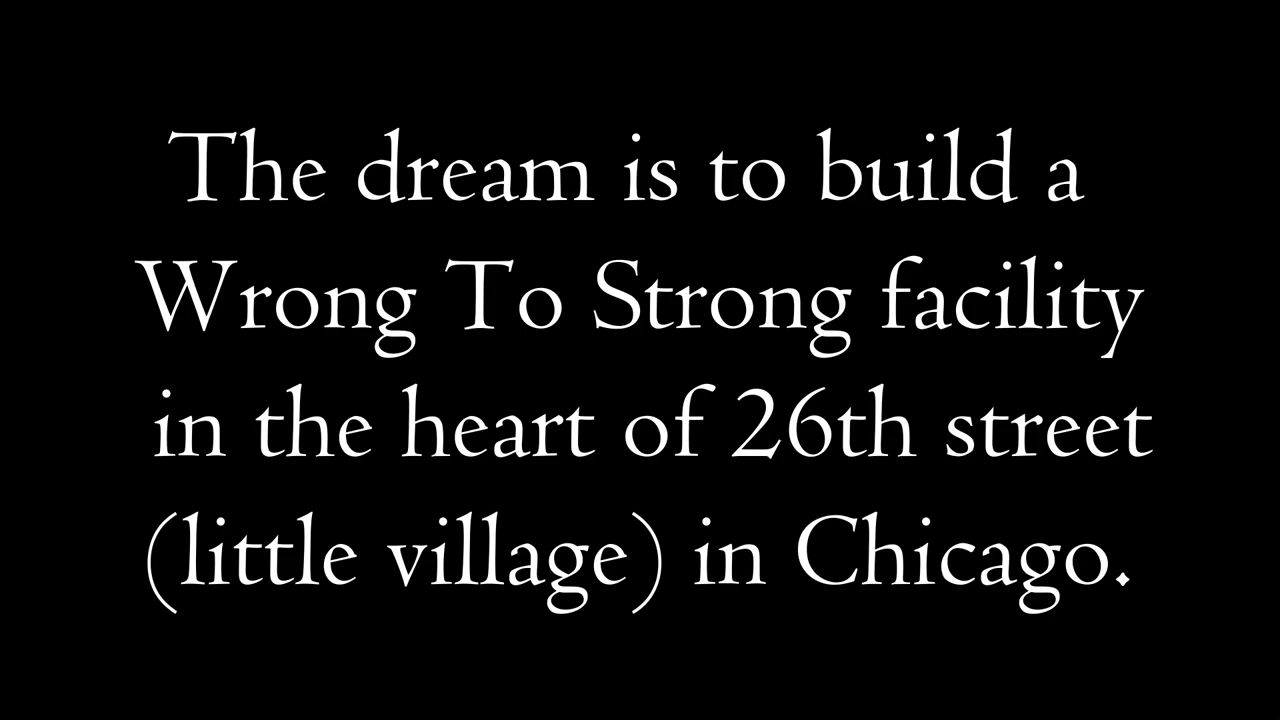 The dream is to build a
Wrong To Strong facility
in the heart of 26th street
(little village) in Chicago.